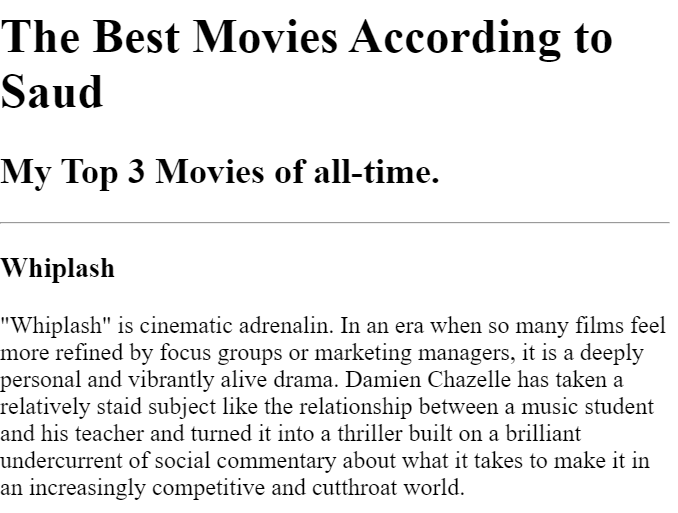 The Best Movies According to
Saud
My Top 3 Movies of all-time.
Whiplash
"Whiplash" is cinematic adrenalin. In an era when so many films feel
more refined by focus groups or marketing managers, it is a deeply
personal and vibrantly alive drama. Damien Chazelle has taken a
relatively staid subject like the relationship between a music student
and his teacher and turned it into a thriller built on a brilliant
undercurrent of social commentary about what it takes to make it in
an increasingly competitive and cutthroat world.